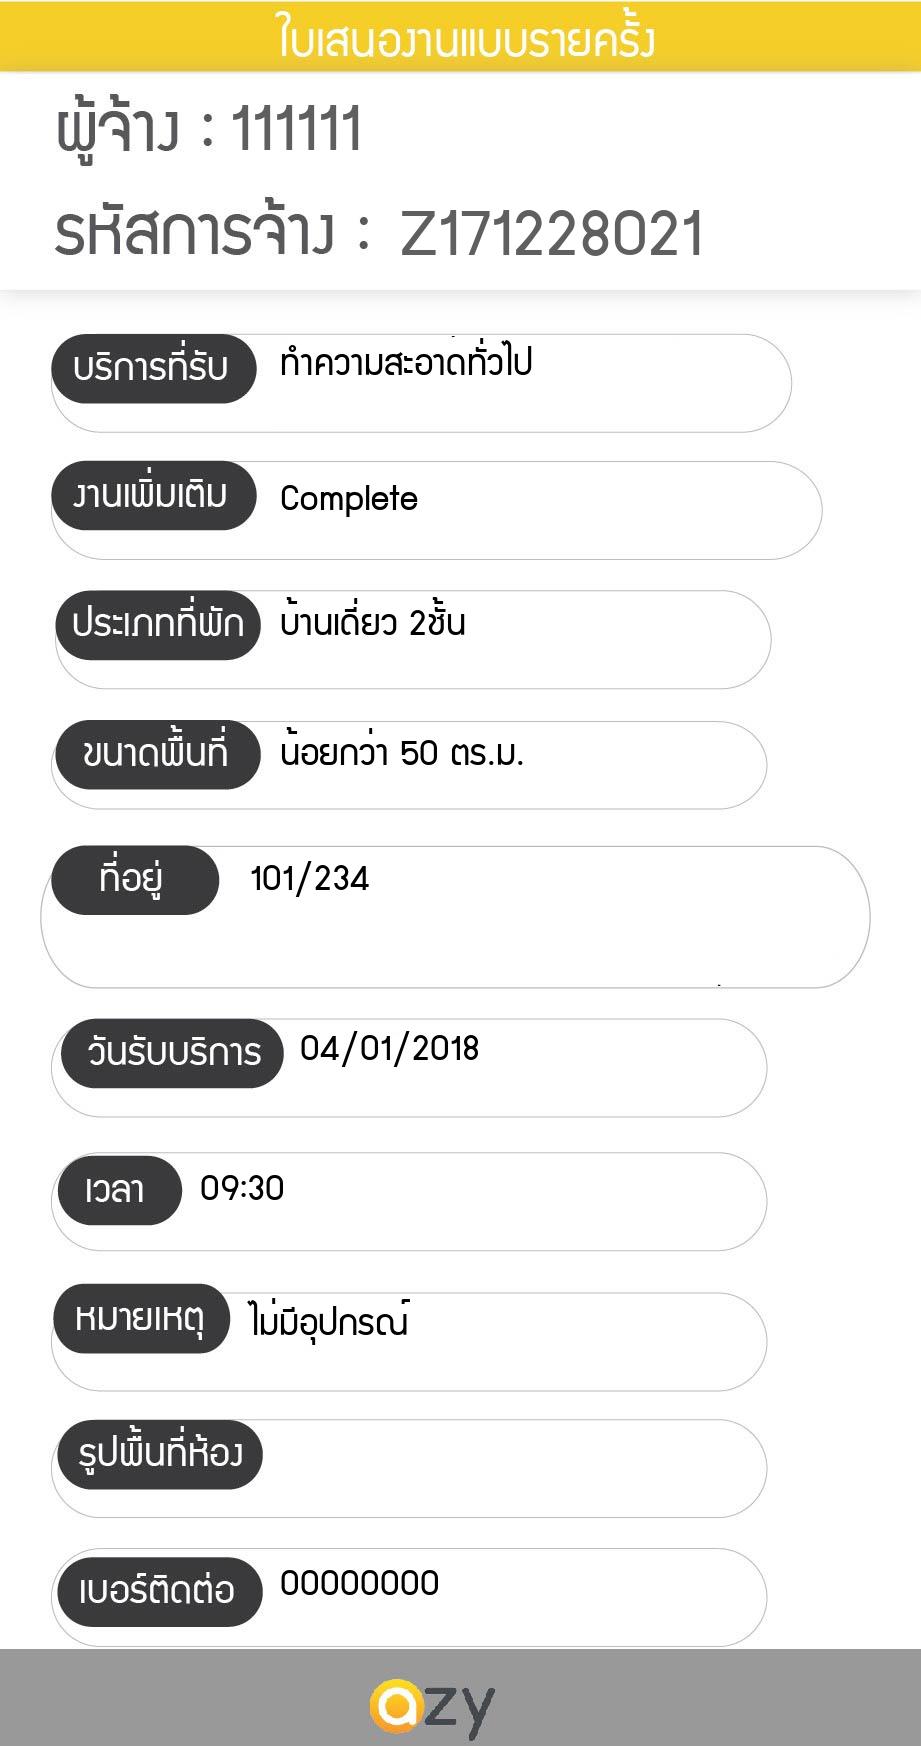 ใบเสนองานแบบรายครั้ง
ผู้จ้าง : 111111
รหัสการจ้าง : Z171228021
บริการที่รับ ทำความสะอาดทั่วไป
งานเพิ่มเติม Complete
ประเภทที่พัก บ้านเดี่ยว 2ชั้น
ขนาดพื้นที่ น้อยกว่า 50 ตร.ม.
ที่อยู่ 101/234
วันรับบริการ 04/01/2018
เวลา 09:30
หมายเหตุ ไม่มีอุปกรณ์
รูปพื้นที่ห้อง
เบอร์ติดต่อ 00000000
azy